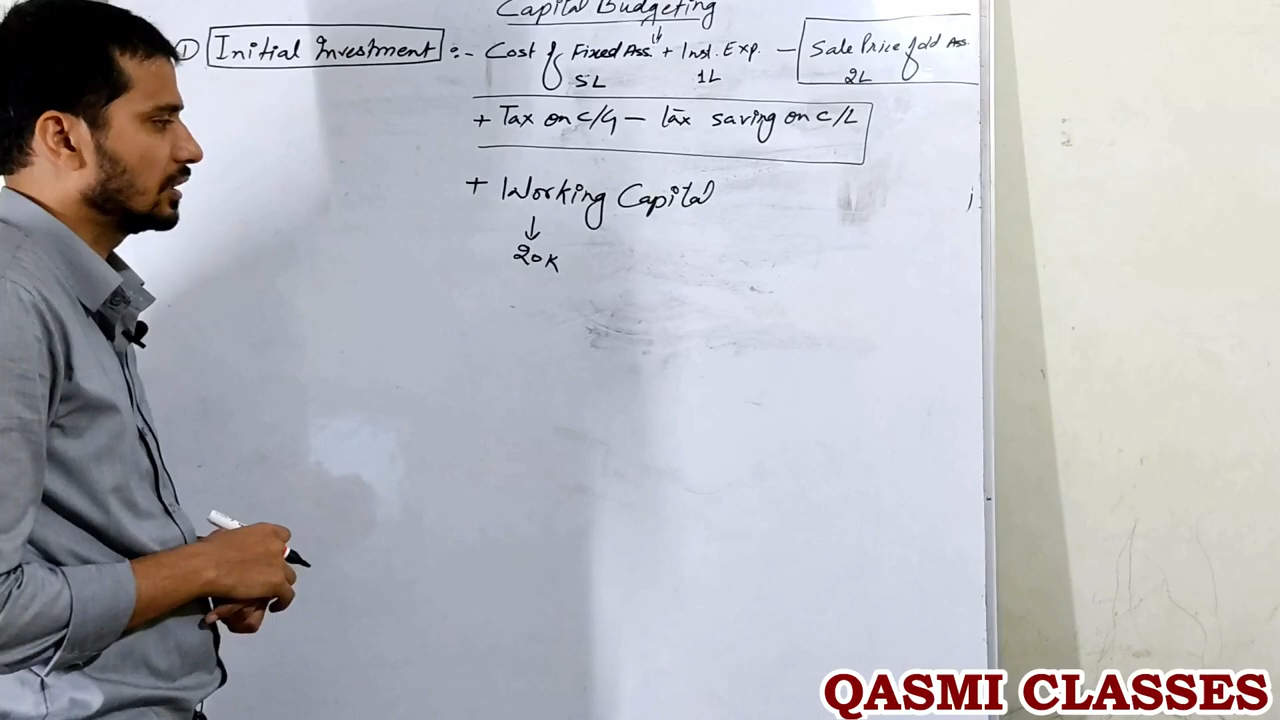 Capital Budgeting
① Initial Investment :- Cost of Fixed Ass. + Inst. Exp. — Sale Price of old Ass.
5L 1L 2L
+ Tax on C/G — Tax saving on C/L
+ Working Capital
↓
20K
QASMI CLASSES